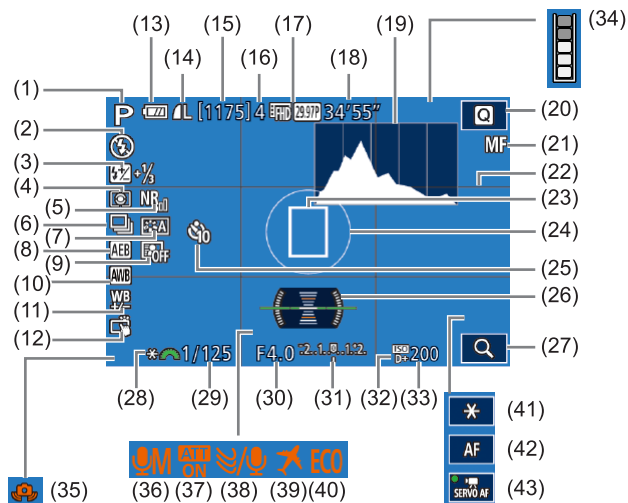 (13) (15) (17) (19) (34)
(14) (16) (18)
(1) P L [1175] 4 FHD 29.97P 34'55" Q (20)
(2) MF (21)
(3) +1/3 (22)
(4) NR (23)
(5)
(6) A (24)
(7) 10
(8) AEB OFF (25)
(9)
(10) AWB (26)
(11) WB +/-
(12) (27)
* 1/125 F4.0 -2..1..0..1..2. ISO D+ 200
(28) (29) (30) (31) (32) (33)
* (41)
M ATT ON / ECO AF (42)
(35) (36) (37) (38) (39) (40) SERVO AF (43)